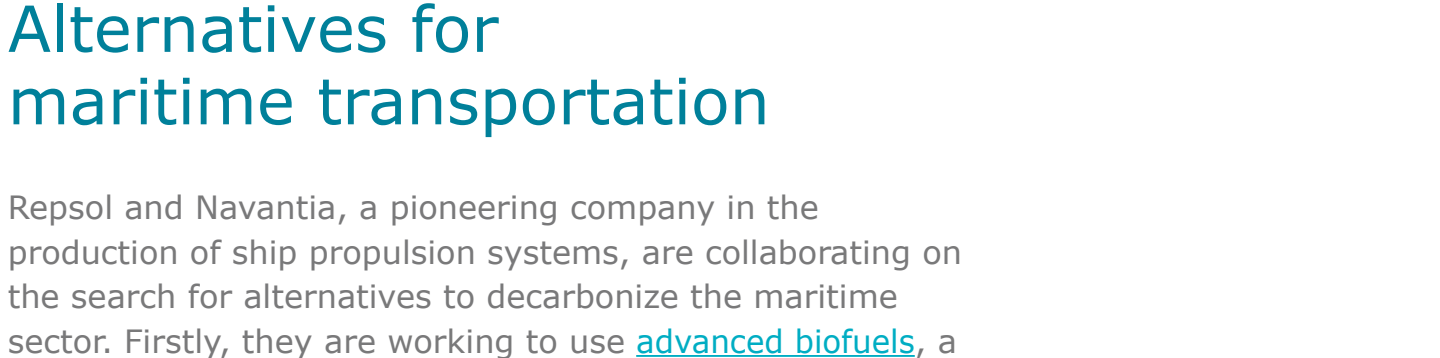 Alternatives for
maritime transportation
Repsol and Navantia, a pioneering company in the
production of ship propulsion systems, are collaborating on
the search for alternatives to decarbonize the maritime
sector. Firstly, they are working to use advanced biofuels, a